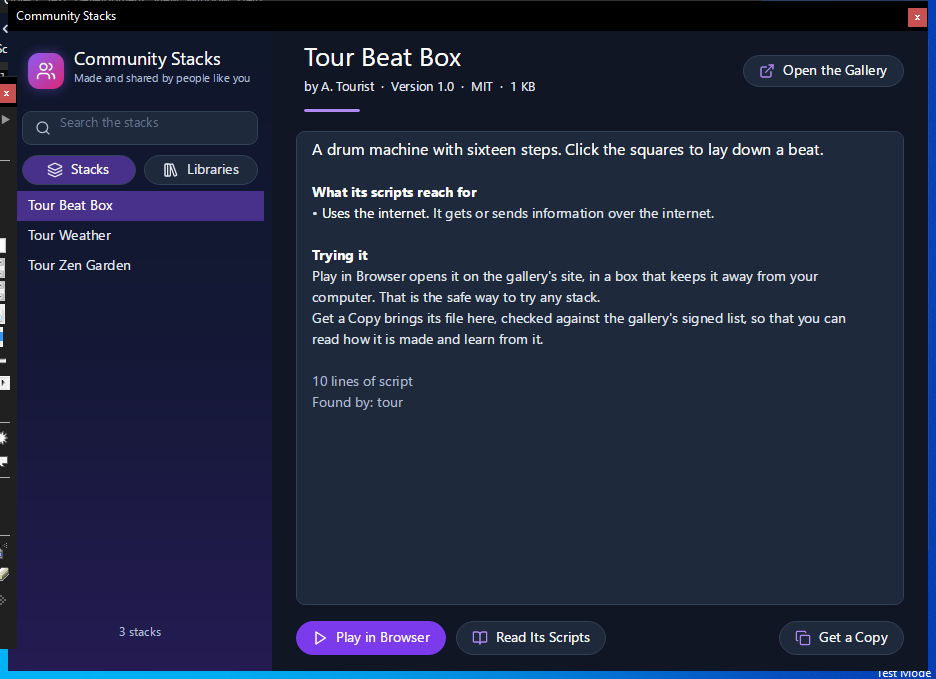 Community Stacks
x
Community Stacks
Made and shared by people like you
Search the stacks
Stacks
Libraries
Tour Beat Box
Tour Weather
Tour Zen Garden
3 stacks
Tour Beat Box
by A. Tourist · Version 1.0 · MIT · 1 KB
Open the Gallery
A drum machine with sixteen steps. Click the squares to lay down a beat.
What its scripts reach for
• Uses the internet. It gets or sends information over the internet.
Trying it
Play in Browser opens it on the gallery's site, in a box that keeps it away from your
computer. That is the safe way to try any stack.
Get a Copy brings its file here, checked against the gallery's signed list, so that you can
read how it is made and learn from it.
10 lines of script
Found by: tour
Play in Browser
Read Its Scripts
Get a Copy
Test Mode